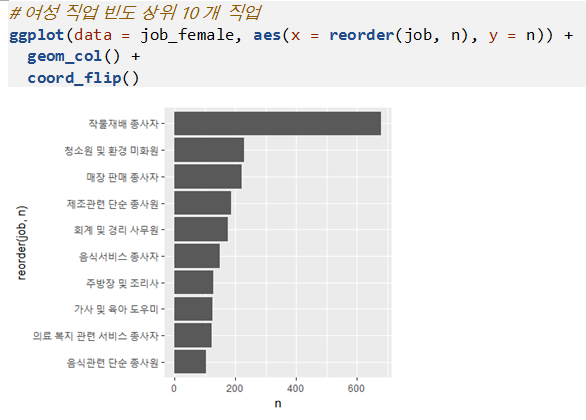 # 여성 직업 빈도 상위 10개 직업
ggplot(data = job_female, aes(x = reorder(job, n), y = n)) +
geom_col() +
coord_flip()
작물재배 종사자
청소원 및 환경 미화원
매장 판매 종사자
제조관련 단순 종사원
회계 및 경리 사무원
음식서비스 종사자
주방장 및 조리사
가사 및 육아 도우미
의료 복지 관련 서비스 종사자
음식관련 단순 종사원
reorder(job, n)
0 200 400 600
n